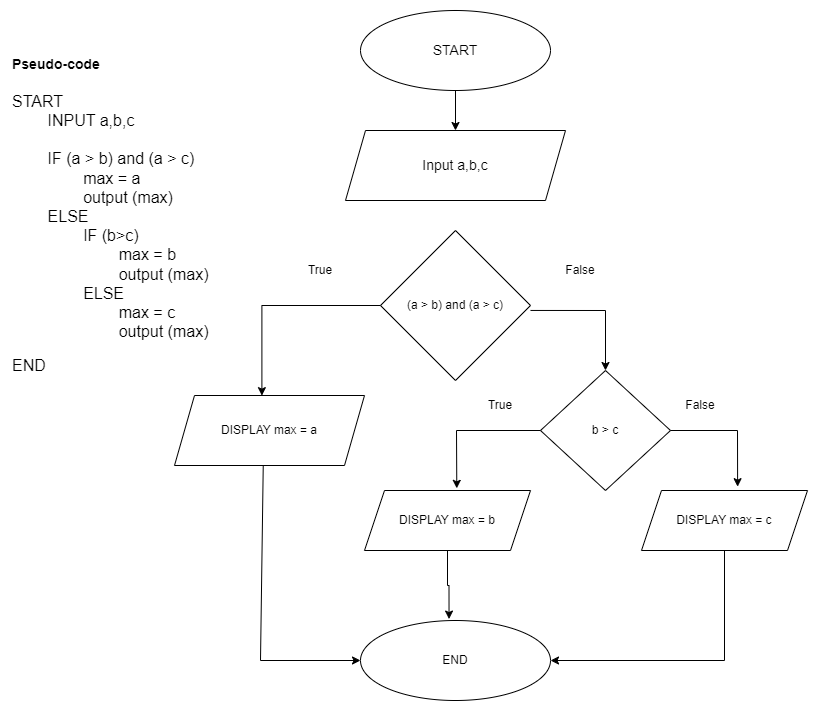 Pseudo-code
START
INPUT a,b,c
IF (a > b) and (a > c)
max = a
output (max)
ELSE
IF (b>c)
max = b
output (max)
ELSE
max = c
output (max)
END
START
Input a,b,c
True
False
(a > b) and (a > c)
True
False
b > c
DISPLAY max = a
DISPLAY max = b
DISPLAY max = c
END